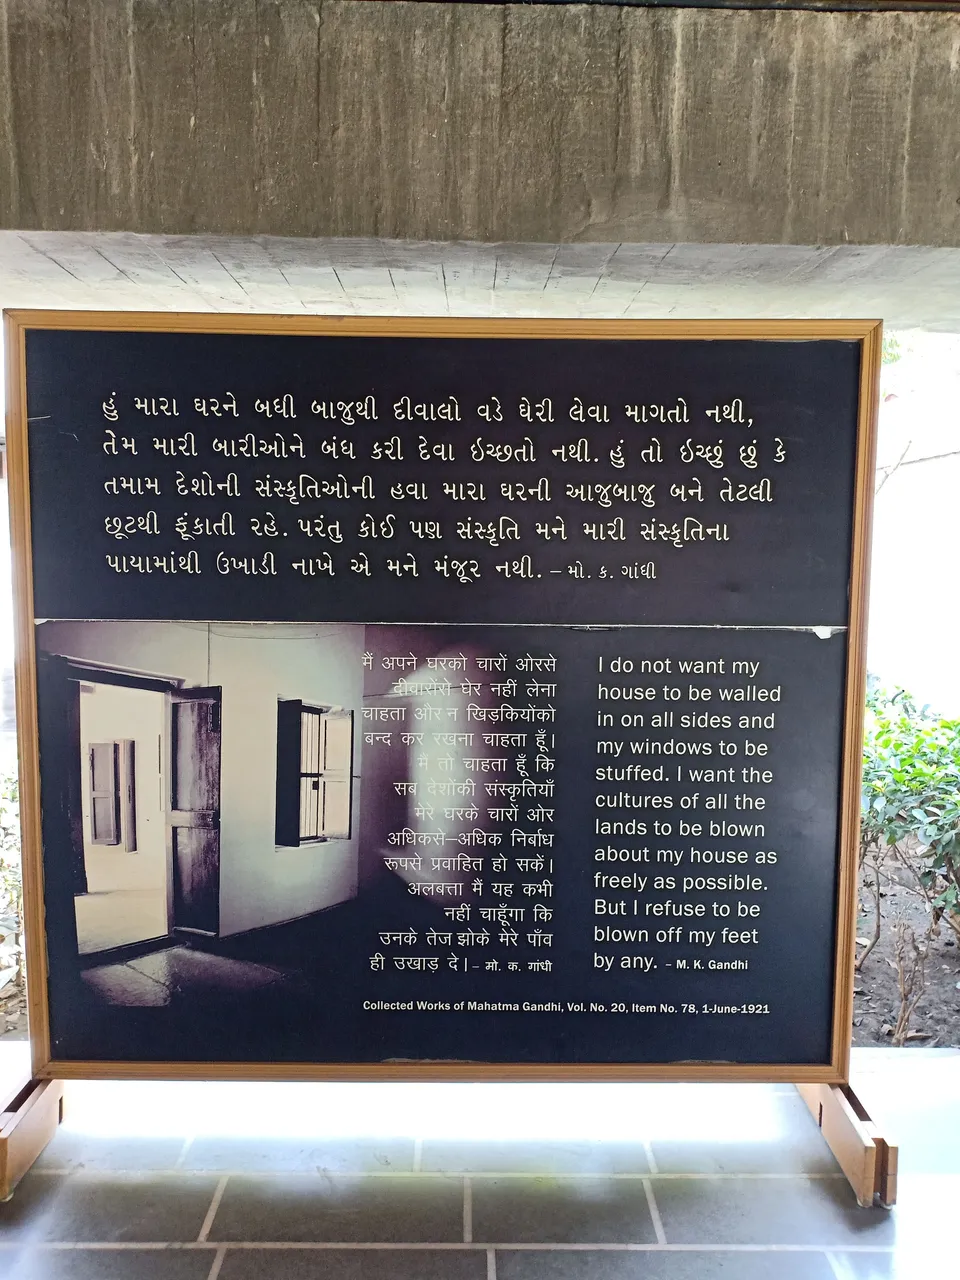 હું મારા ઘરને બધી બાજુથી દીવાલો વડે ઘેરી લેવા માગતો નથી,
તેમ મારી બારીઓને બંધ કરી દેવા ઇચ્છતો નથી. હું તો ઇચ્છું છું કે
તમામ દેશોની સંસ્કૃતિઓની હવા મારા ઘરની આજુબાજુ બને તેટલી
છૂટથી ફૂંકાતી રહે. પરંતુ કોઈ પણ સંસ્કૃતિ મને મારી સંસ્કૃતિના
પાયામાંથી ઉખાડી નાખે એ મને મંજૂર નથી. – મો. ક. ગાંધી
मैं अपने घरको चारों ओरसे
दीवारोंसे घेर नहीं लेना
चाहता और न खिड़कियोंको
बन्द कर रखना चाहता हूँ।
मैं तो चाहता हूँ कि
सब देशोंकी संस्कृतियाँ
मेरे घरके चारों ओर
अधिकसे–अधिक निर्बाध
रूपसे प्रवाहित हो सकें।
अलबत्ता मैं यह कभी
नहीं चाहूँगा कि
उनके तेज झोके मेरे पाँव
ही उखाड़ दे। – मो. क. गांधी
I do not want my
house to be walled
in on all sides and
my windows to be
stuffed. I want the
cultures of all the
lands to be blown
about my house as
freely as possible.
But I refuse to be
blown off my feet
by any. – M. K. Gandhi
Collected Works of Mahatma Gandhi, Vol. No. 20, Item No. 78, 1-June-1921